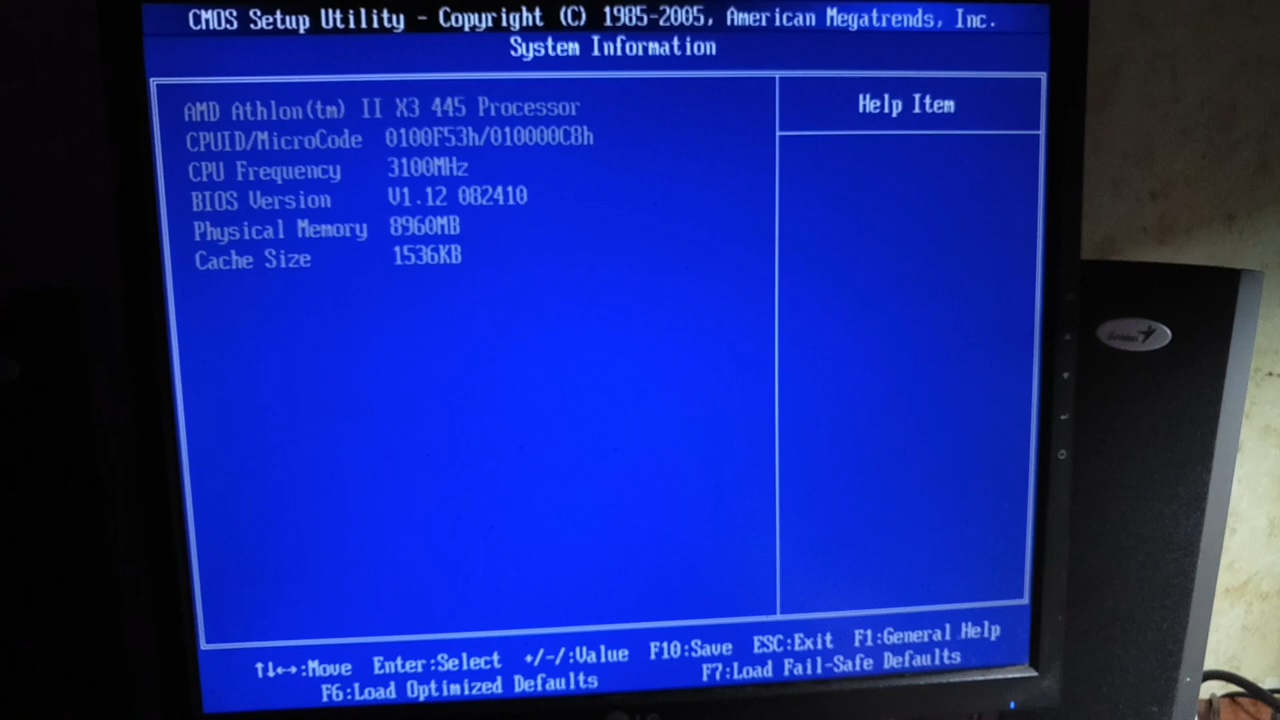 CMOS Setup Utility - Copyright (C) 1985-2005, American Megatrends, Inc.
System Information
AMD Athlon(tm) II X3 445 Processor
CPUID/MicroCode 0100F53h/010000C8h
CPU Frequency 3100MHz
BIOS Version V1.12 082410
Physical Memory 8960MB
Cache Size 1536KB
Help Item
↑↓←→:Move Enter:Select +/-/:Value F10:Save ESC:Exit F1:General Help
F6:Load Optimized Defaults F7:Load Fail-Safe Defaults
Genius